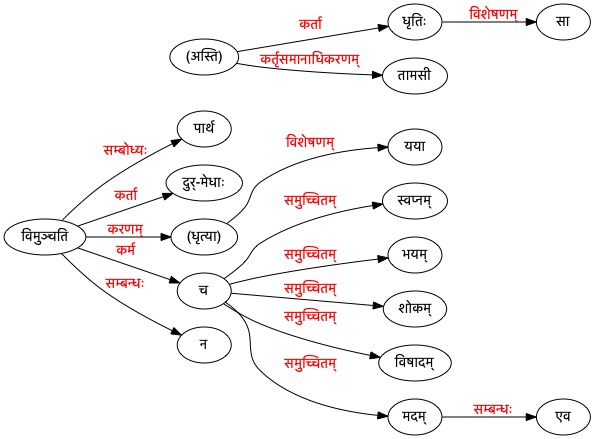 कर्ता
धृतिः
विशेषणम्
सा
(अस्ति)
कर्तृसमानाधिकरणम्
तामसी
पार्थ
सम्बोध्यः
विशेषणम्
यया
दुर्-मेधाः
कर्ता
समुच्चितम्
स्वप्नम्
विमुञ्चति
करणम्
(धृत्या)
कर्म
समुच्चितम्
भयम्
सम्बन्धः
च
समुच्चितम्
शोकम्
समुच्चितम्
न
विषादम्
समुच्चितम्
मदम्
सम्बन्धः
एव